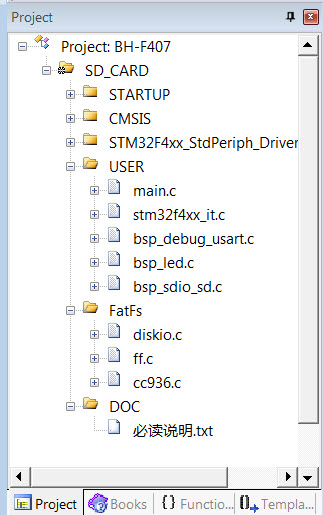 Project
Project: BH-F407
SD_CARD
STARTUP
CMSIS
STM32F4xx_StdPeriph_Driver
USER
main.c
stm32f4xx_it.c
bsp_debug_usart.c
bsp_led.c
bsp_sdio_sd.c
FatFs
diskio.c
ff.c
cc936.c
DOC
必读说明.txt
Project Books {} Functio... 0 Templa...